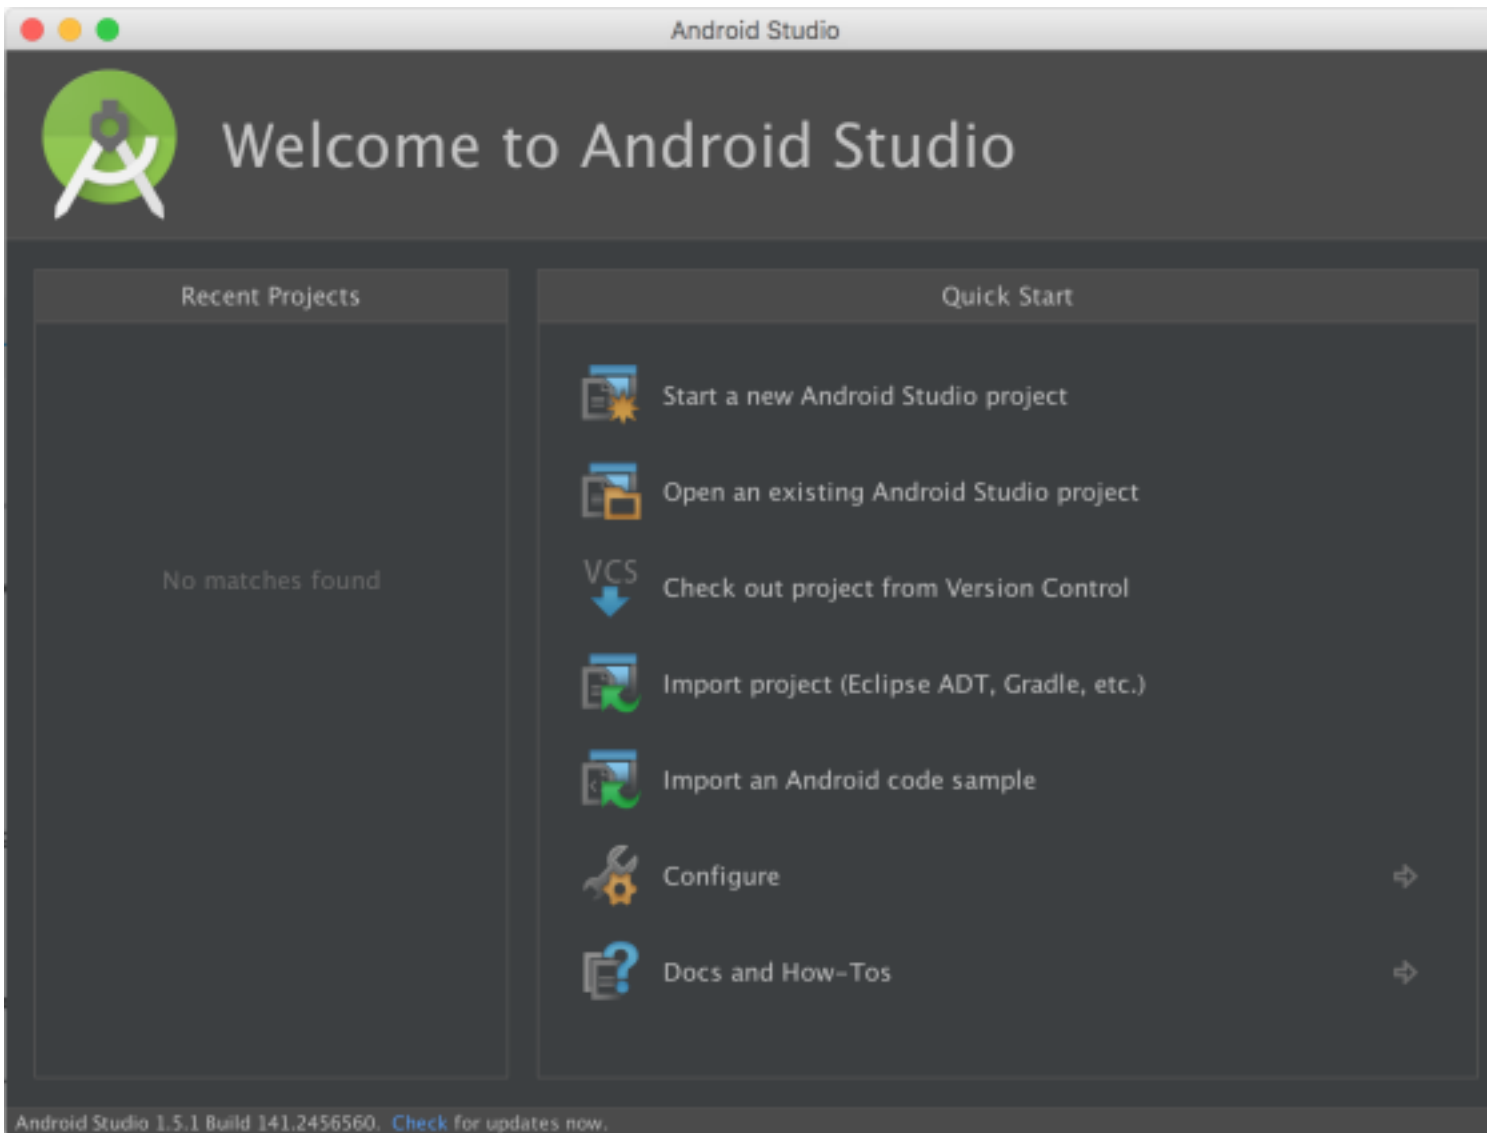 Android Studio
Welcome to Android Studio
Recent Projects
No matches found
Quick Start
Start a new Android Studio project
Open an existing Android Studio project
VCS
Check out project from Version Control
Import project (Eclipse ADT, Gradle, etc.)
Import an Android code sample
Configure
Docs and How-Tos
Android Studio 1.5.1 Build 141.2456560. Check for updates now.